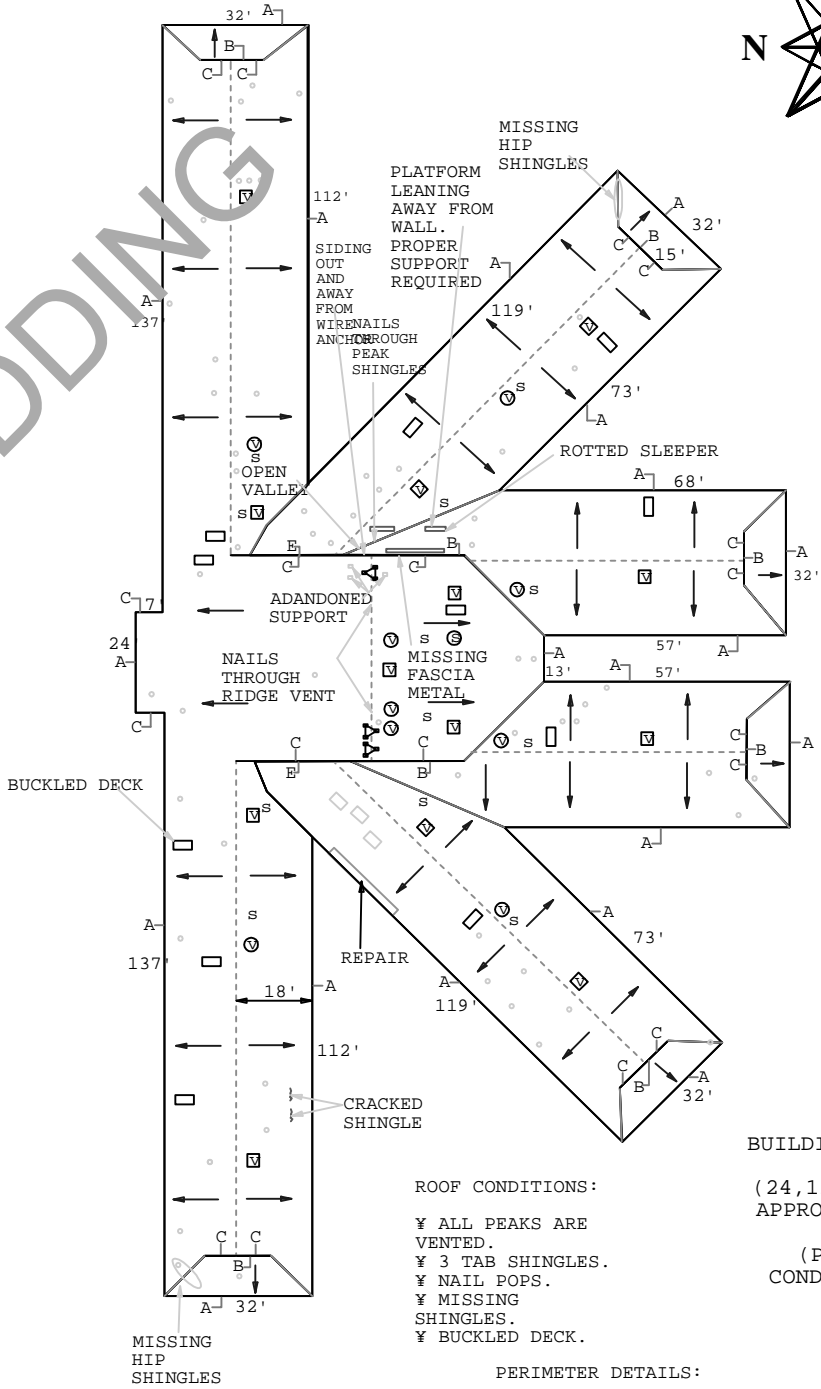 32'
A
B
C
C
N
MISSING
HIP
SHINGLES
PLATFORM
LEANING
AWAY FROM
WALL.
PROPER
SUPPORT
REQUIRED
V
112'
A
SIDING
OUT
AND
AWAY
FROM
WIRE
ANCHOR
NAILS
THROUGH
PEAK
SHINGLES
A
32'
B
C
15'
C
A
119'
A
137'
DDING
V
V
S
73'
A
V
S
OPEN
VALLEY
S
V
V
S
ROTTED SLEEPER
A
68'
E
C
B
C
C
B
C
A
32'
V
V
S
V
ADANDONED
SUPPORT
C
7'
24
A
C
V
S
S
V
MISSING
FASCIA
METAL
NAILS
THROUGH
RIDGE VENT
A
13'
57'
A
A
57'
V
S
V
V
C
E
C
B
V
S
V
C
B
C
A
A
BUCKLED DECK
V
S
S
V
A
137'
S
V
18'
A
112'
REPAIR
V
S
A
73'
A
119'
V
C
C
B
A
32'
CRACKED
SHINGLE
V
C
C
B
A
32'
MISSING
HIP
SHINGLES
ROOF CONDITIONS:
¥ ALL PEAKS ARE
VENTED.
¥ 3 TAB SHINGLES.
¥ NAIL POPS.
¥ MISSING
SHINGLES.
¥ BUCKLED DECK.
PERIMETER DETAILS:
BUILDI
(24,1
APPRO
(P
COND